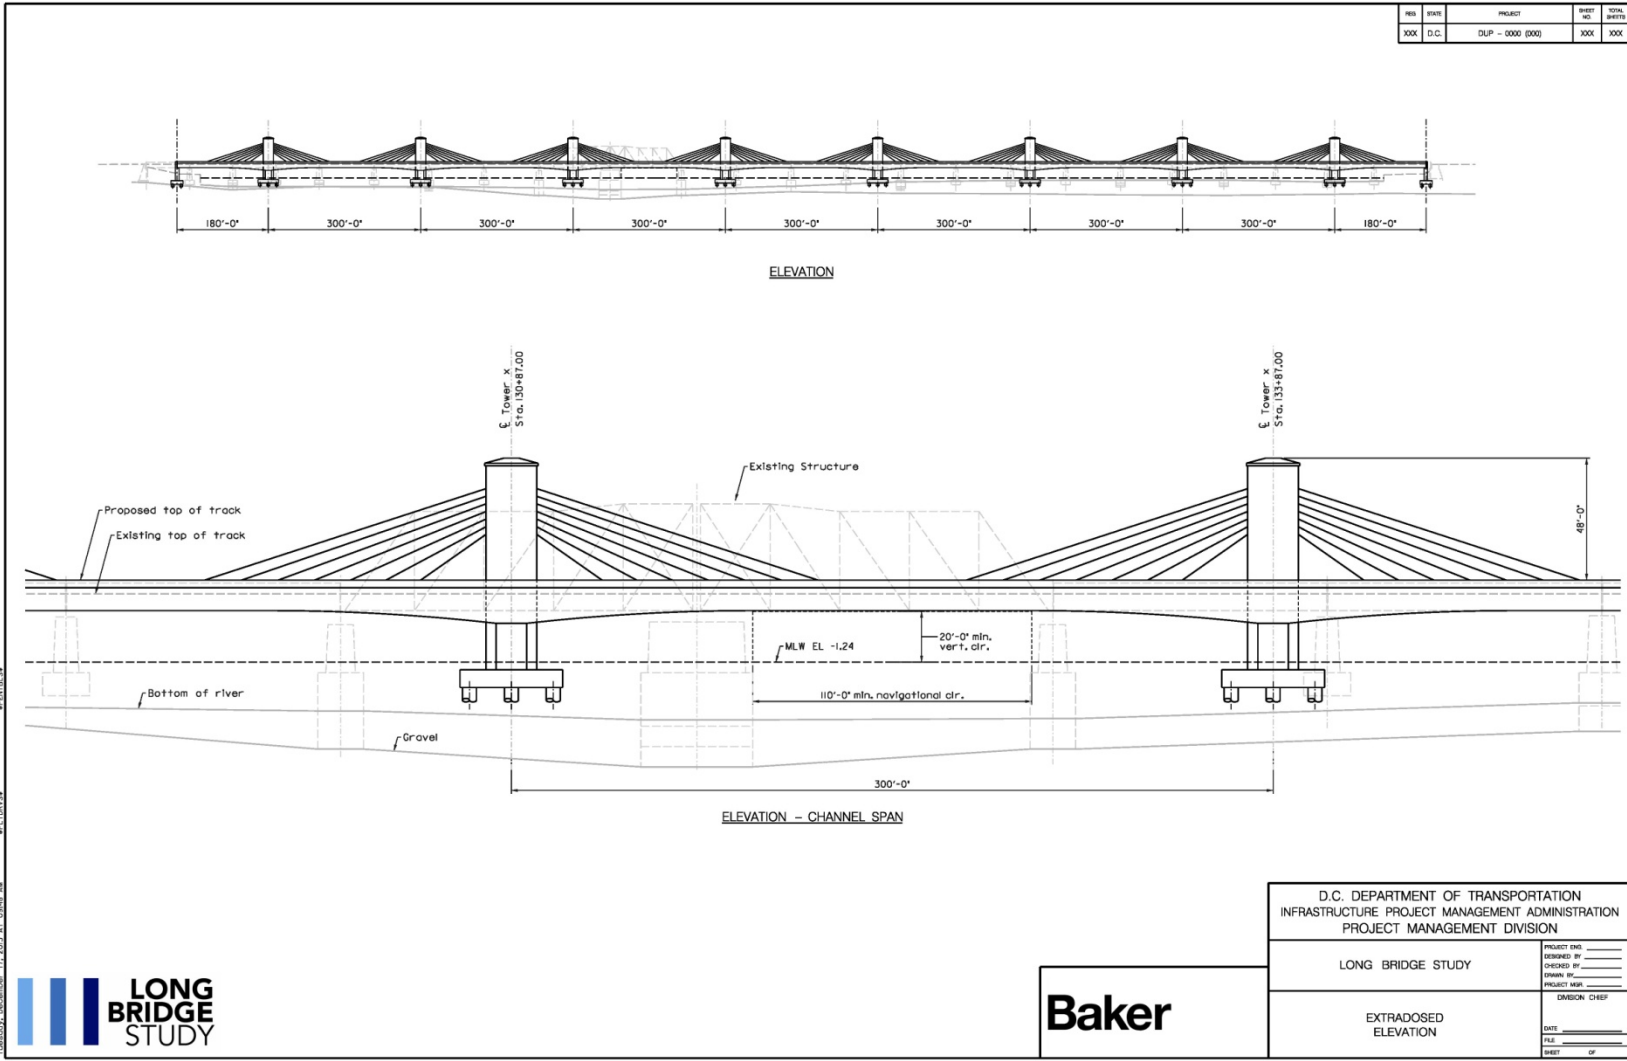 REG STATE PROJECT SHEET NO. TOTAL SHEETS
XXX D.C. DUP - 0000 (000) XXX XXX
180'-0" 300'-0" 300'-0" 300'-0" 300'-0" 300'-0" 300'-0" 300'-0" 180'-0"
ELEVATION
℄ Tower x
Sta. 130+87.00
℄ Tower x
Sta. 133+87.00
Existing Structure
Proposed top of track
Existing top of track
48'-0"
20'-0" min.
vert. clr.
MLW EL -1.24
110'-0" min. navigational clr.
Bottom of river
Gravel
300'-0"
ELEVATION - CHANNEL SPAN
D.C. DEPARTMENT OF TRANSPORTATION
INFRASTRUCTURE PROJECT MANAGEMENT ADMINISTRATION
PROJECT MANAGEMENT DIVISION
LONG BRIDGE STUDY
PROJECT ENG.
DESIGNED BY
CHECKED BY
DRAWN BY
PROJECT MGR.
DIVISION CHIEF
EXTRADOSED
ELEVATION
DATE
FILE
SHEET OF
Baker
LONG
BRIDGE
STUDY